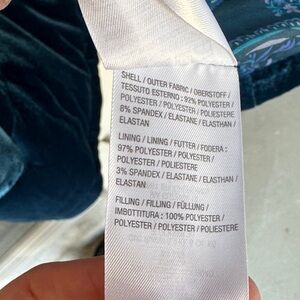 SHELL / OUTER FABRIC / OBERSTOFF /
TESSUTO ESTERNO : 92% POLYESTER /
POLYESTER / POLYESTER / POLIESTERE
8% SPANDEX / ELASTANE / ELASTHAN /
ELASTAN
LINING / LINING / FUTTER / FODERA :
97% POLYESTER / POLYESTER /
POLYESTER / POLIESTERE
3% SPANDEX / ELASTANE / ELASTHAN /
ELASTAN
FILLING / FILLING / FÜLLUNG /
IMBOTTITURA : 100% POLYESTER /
POLYESTER / POLYESTER / POLIESTERE